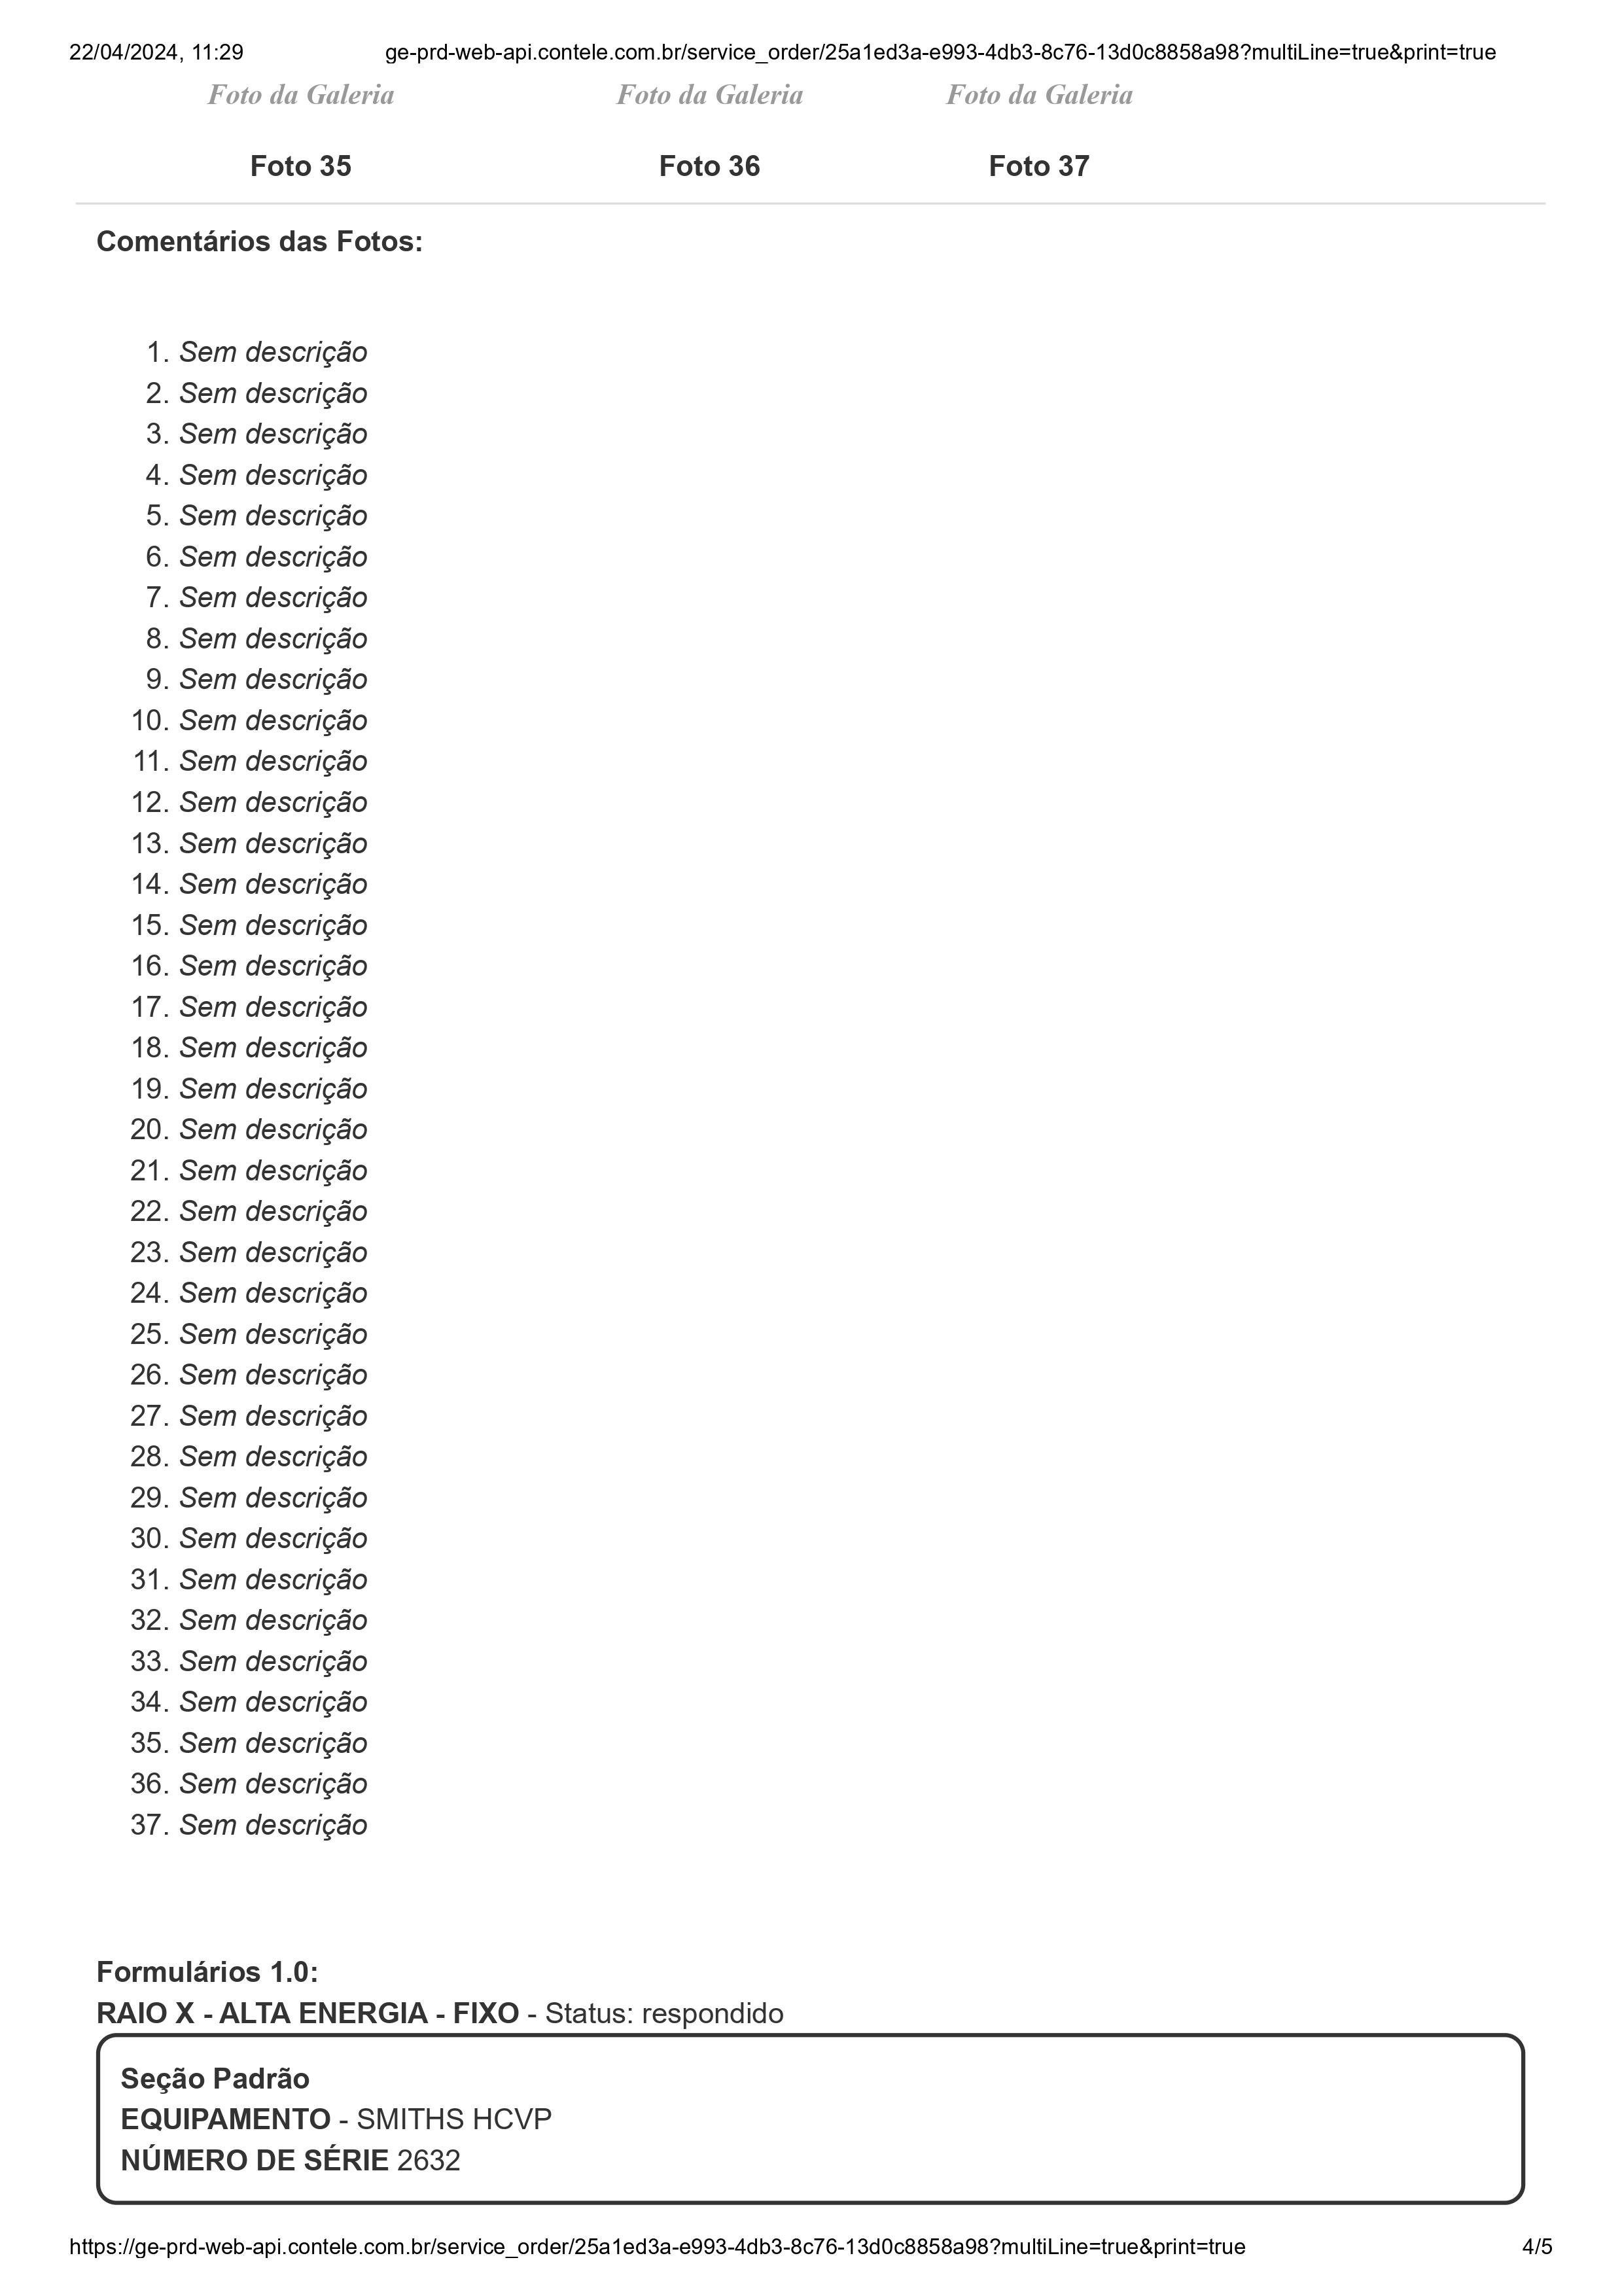 22/04/2024, 11:29 ge-prd-web-api.contele.com.br/service_order/25a1ed3a-e993-4db3-8c76-13d0c8858a98?multiLine=true&print=true
Foto da Galeria Foto da Galeria Foto da Galeria
Foto 35 Foto 36 Foto 37
Comentários das Fotos:
1. Sem descrição
2. Sem descrição
3. Sem descrição
4. Sem descrição
5. Sem descrição
6. Sem descrição
7. Sem descrição
8. Sem descrição
9. Sem descrição
10. Sem descrição
11. Sem descrição
12. Sem descrição
13. Sem descrição
14. Sem descrição
15. Sem descrição
16. Sem descrição
17. Sem descrição
18. Sem descrição
19. Sem descrição
20. Sem descrição
21. Sem descrição
22. Sem descrição
23. Sem descrição
24. Sem descrição
25. Sem descrição
26. Sem descrição
27. Sem descrição
28. Sem descrição
29. Sem descrição
30. Sem descrição
31. Sem descrição
32. Sem descrição
33. Sem descrição
34. Sem descrição
35. Sem descrição
36. Sem descrição
37. Sem descrição
Formulários 1.0:
RAIO X - ALTA ENERGIA - FIXO - Status: respondido
Seção Padrão
EQUIPAMENTO - SMITHS HCVP
NÚMERO DE SÉRIE 2632
https://ge-prd-web-api.contele.com.br/service_order/25a1ed3a-e993-4db3-8c76-13d0c8858a98?multiLine=true&print=true 4/5